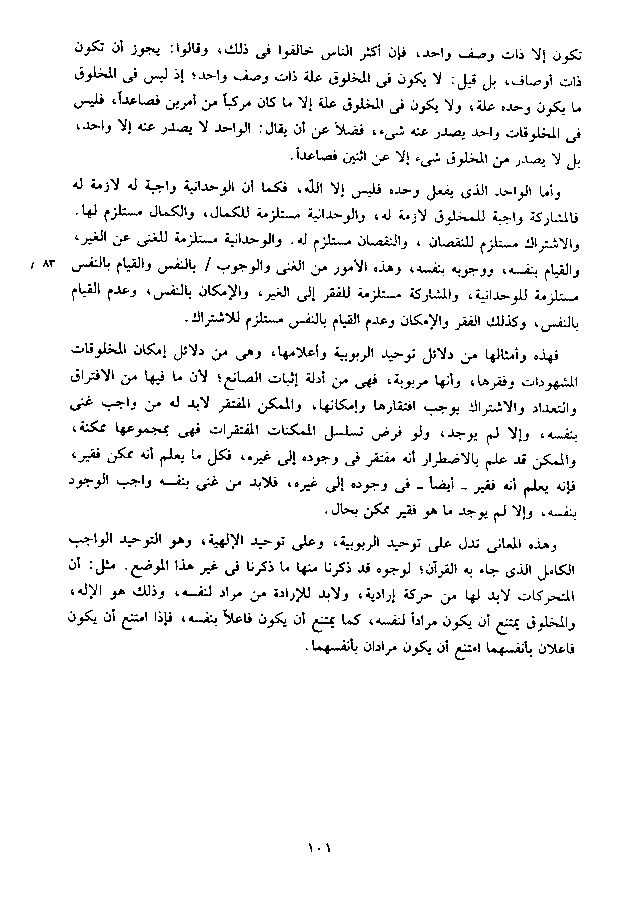 تكون إلا ذات وصف واحد، فإن أكثر الناس خالفوا فى ذلك، وقالوا: يجوز أن تكون
ذات أوصاف، بل قيل: لا يكون فى المخلوق علة ذات وصف واحد؛ إذ ليس فى المخلوق
ما يكون وحده علة، ولا يكون فى المخلوق علة إلا ما كان مركباً من أمرين فصاعداً، فليس
فى المخلوقات واحد يصدر عنه شىء، فضلاً عن أن يقال: الواحد لا يصدر عنه إلا واحد،
بل لا يصدر من المخلوق شىء إلا عن اثنين فصاعداً.
وأما الواحد الذى يفعل وحده فليس إلا الله، فكما أن الوحدانية واجبة له لازمة له
فالمشاركة واجبة للمخلوق لازمة له، والوحدانية مستلزمة للكمال، والكمال مستلزم لها.
والاشتراك مستلزم للنقصان ، والنقصان مستلزم له. والوحدانية مستلزمة للغنى عن الغير،
والقيام بنفسه، ووجوبه بنفسه، وهذه الأمور من الغنى والوجوب / بالنفس والقيام بالنفس ٨٣ /
مستلزمة للوحدانية، والمشاركة مستلزمة للفقر إلى الغير، والإمكان بالنفس، وعدم القيام
بالنفس، وكذلك الفقر والإمكان وعدم القيام بالنفس مستلزم للاشتراك.
فهذه وأمثالها من دلائل توحيد الربوبية وأعلامها، وهى من دلائل إمكان المخلوقات
المشهودات وفقرها، وأنها مربوبة، فهى من أدلة إثبات الصانع؛ لأن ما فيها من الافتراق
والتعداد والاشتراك يوجب افتقارها وإمكانها، والممكن المفتقر لابد له من واجب غنى
بنفسه، وإلا لم يوجد، ولو فرض تسلسل الممكنات المفتقرات فهى بمجموعها ممكنة،
والممكن قد علم بالاضطرار أنه مفتقر فى وجوده إلى غيره، فكل ما يعلم أنه ممكن فقير،
فإنه يعلم أنه فقير ـ أيضاً ـ فى وجوده إلى غيره، فلابد من غنى بنفسه واجب الوجود
بنفسه، وإلا لم يوجد ما هو فقير ممكن بحال.
وهذه المعانى تدل على توحيد الربوبية، وعلى توحيد الإلهية، وهو التوحيد الواجب
الكامل الذى جاء به القرآن؛ لوجوه قد ذكرنا منها ما ذكرنا فى غير هذا الموضع. مثل: أن
المتحركات لابد لها من حركة إرادية، ولابد للإرادة من مراد لنفسه، وذلك هو الإله،
والمخلوق يمتنع أن يكون مراداً لنفسه، كما يمتنع أن يكون فاعلاً بنفسه، فإذا امتنع أن يكون
فاعلان بأنفسهما امتنع أن يكون مرادان بأنفسهما.
١٠١